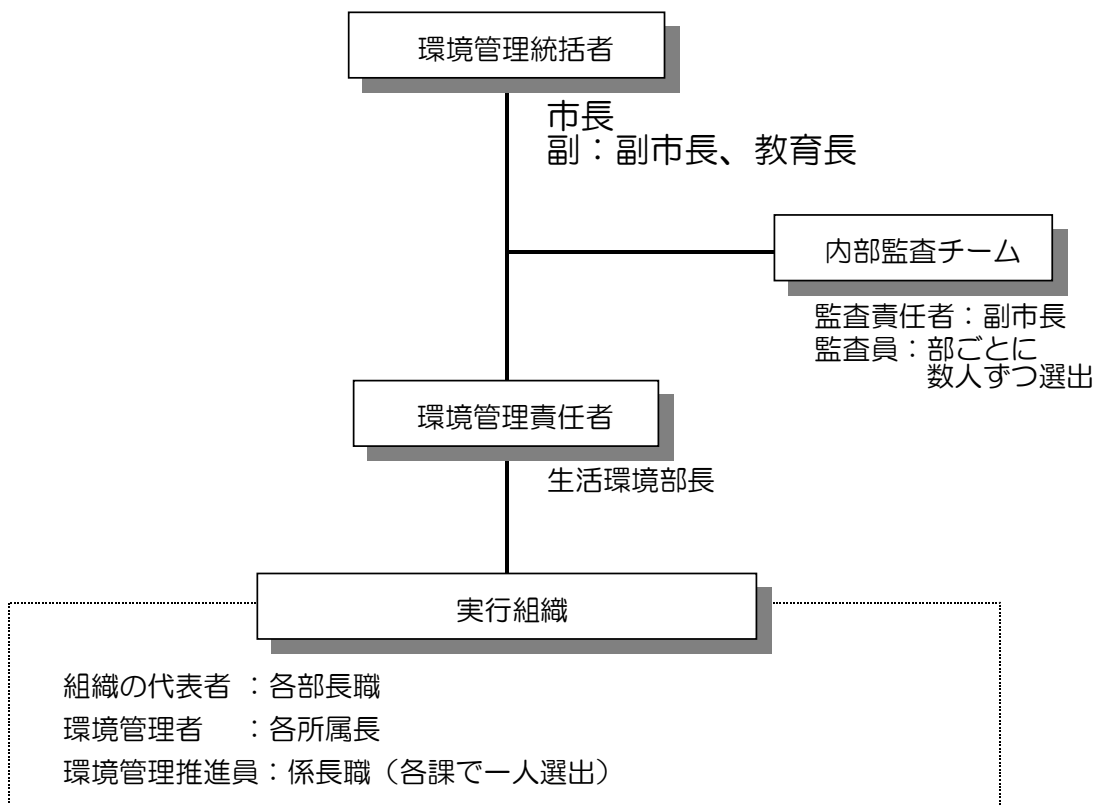 環境管理統括者
市長
副：副市長、教育長
内部監査チーム
監査責任者：副市長
監査員：部ごとに
数人ずつ選出
環境管理責任者
生活環境部長
実行組織
組織の代表者 ：各部長職
環境管理者　 ：各所属長
環境管理推進員：係長職（各課で一人選出）